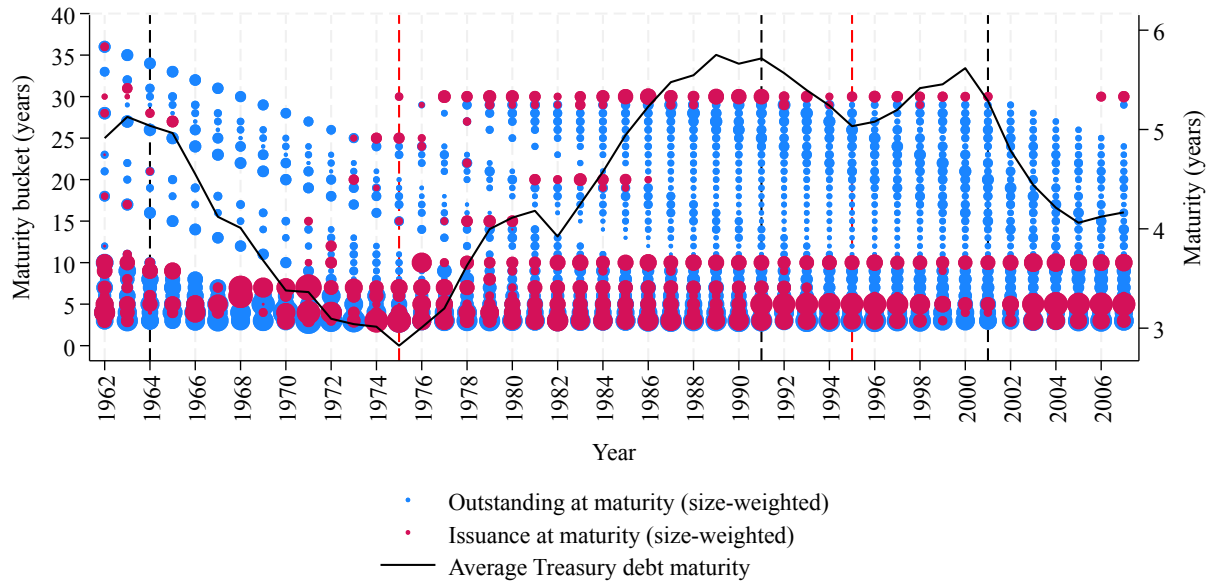 40
35
30
25
20
15
10
5
0
Maturity bucket (years)
6
5
4
3
Maturity (years)
1962 1964 1966 1968 1970 1972 1974 1976 1978 1980 1982 1984 1986 1988 1990 1992 1994 1996 1998 2000 2002 2004 2006
Year
Outstanding at maturity (size-weighted)
Issuance at maturity (size-weighted)
Average Treasury debt maturity